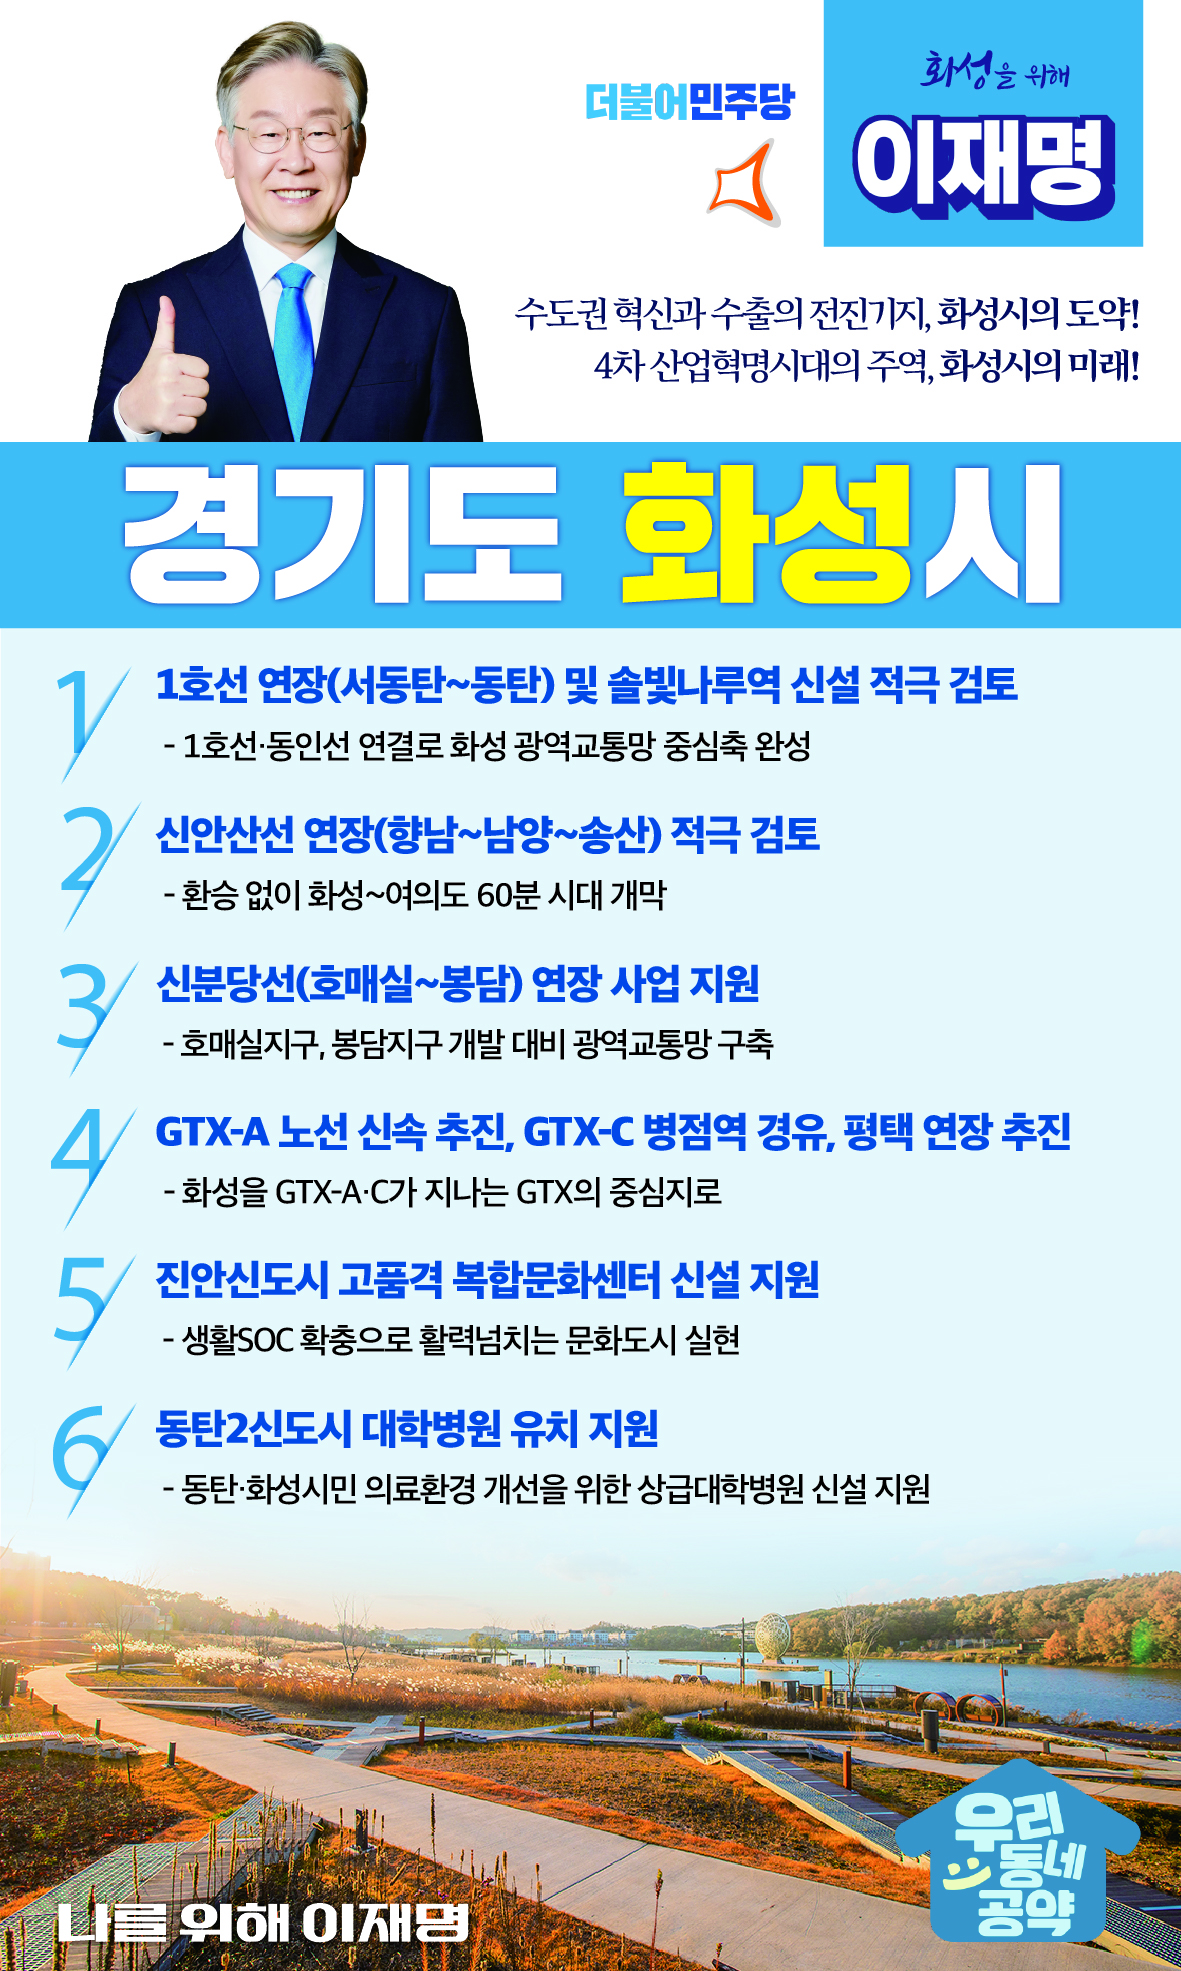 더불어민주당
화성을 위해
이재명
수도권 혁신과 수출의 전진기지, 화성시의 도약!
4차 산업혁명시대의 주역, 화성시의 미래!
경기도 화성시
1 1호선 연장(서동탄~동탄) 및 솔빛나루역 신설 적극 검토
- 1호선·동인선 연결로 화성 광역교통망 중심축 완성
2 신안산선 연장(향남~남양~송산) 적극 검토
- 환승 없이 화성~여의도 60분 시대 개막
3 신분당선(호매실~봉담) 연장 사업 지원
- 호매실지구, 봉담지구 개발 대비 광역교통망 구축
4 GTX-A 노선 신속 추진, GTX-C 병점역 경유, 평택 연장 추진
- 화성을 GTX-A·C가 지나는 GTX의 중심지로
5 진안신도시 고품격 복합문화센터 신설 지원
- 생활SOC 확충으로 활력넘치는 문화도시 실현
6 동탄2신도시 대학병원 유치 지원
- 동탄·화성시민 의료환경 개선을 위한 상급대학병원 신설 지원
우리
동네
공약
나를 위해 이재명